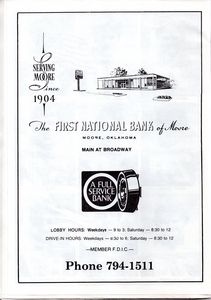 SERVING
MOORE
Since
1904
The FIRST NATIONAL BANK of Moore
MOORE, OKLAHOMA
MAIN AT BROADWAY
A FULL
SERVICE
BANK
LOBBY HOURS: Weekdays — 9 to 3; Saturday — 8:30 to 12
DRIVE-IN HOURS: Weekdays — 8:30 to 6; Saturday — 8:30 to 12
—MEMBER F.D.I.C.—
Phone 794-1511